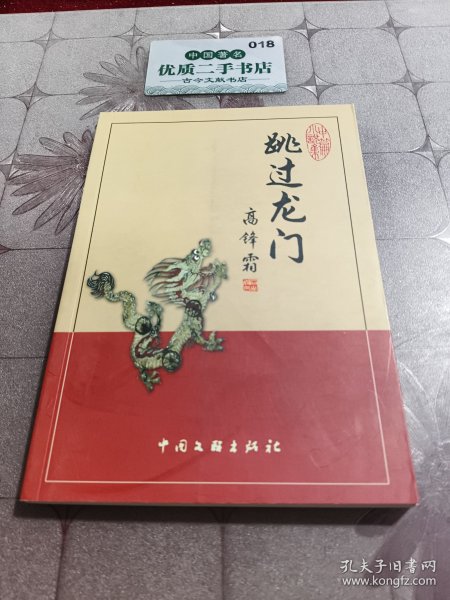 018
中国著名
优质二手书店
古今文献书店
跳过龙门
高锋霜
中国文联出版社
孔夫子旧书网
www.kongfz.com